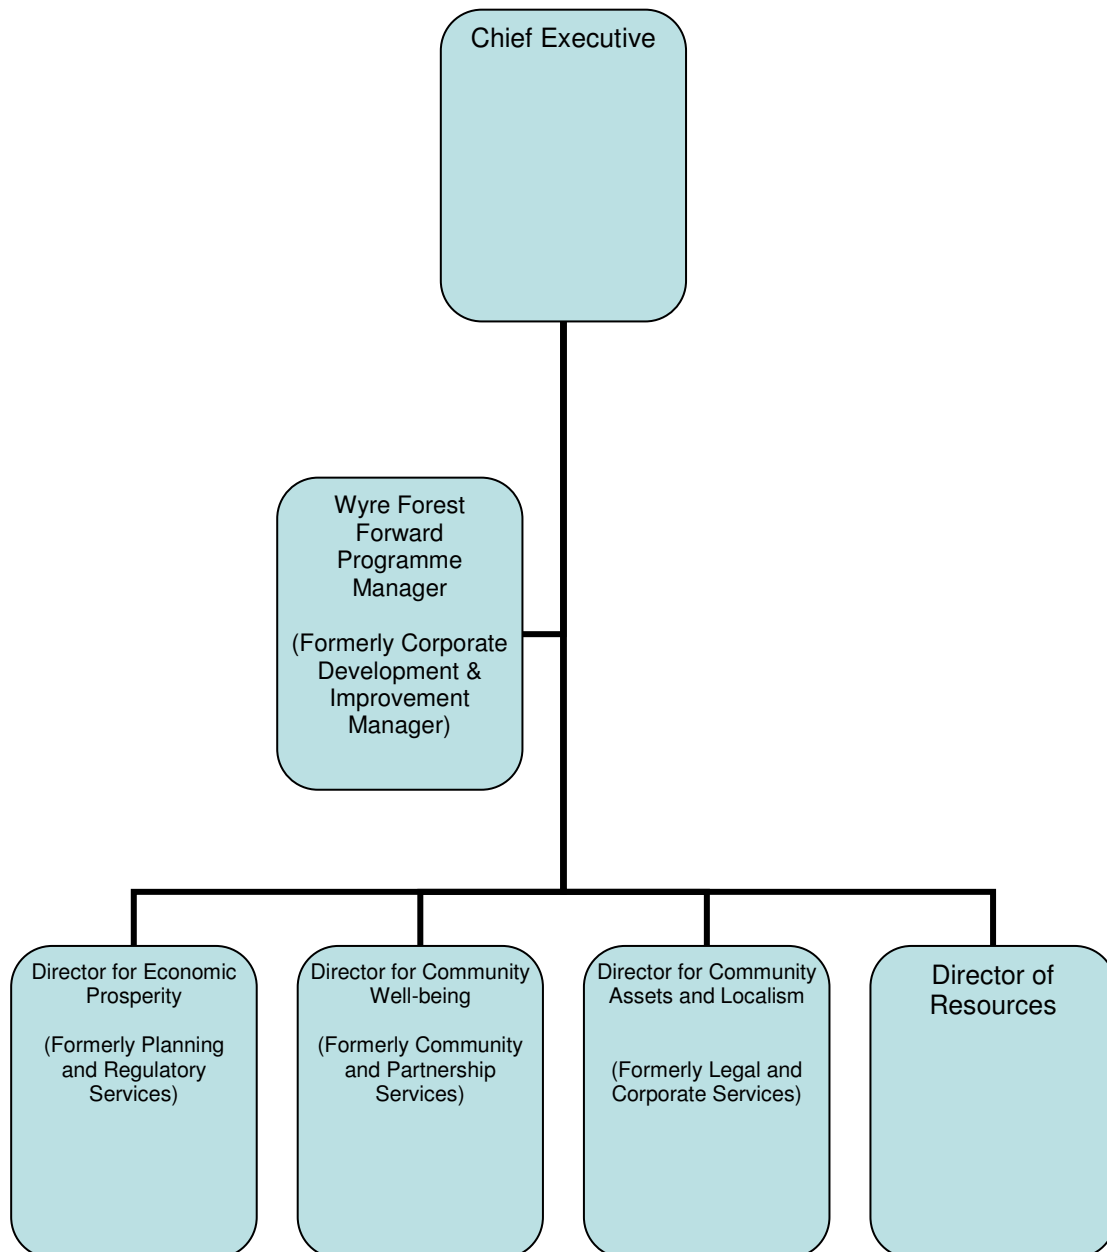 Chief Executive
Wyre Forest
Forward
Programme
Manager
(Formerly Corporate
Development &
Improvement
Manager)
Director for Economic
Prosperity
(Formerly Planning
and Regulatory
Services)
Director for Community
Well-being
(Formerly Community
and Partnership
Services)
Director for Community
Assets and Localism
(Formerly Legal and
Corporate Services)
Director of
Resources